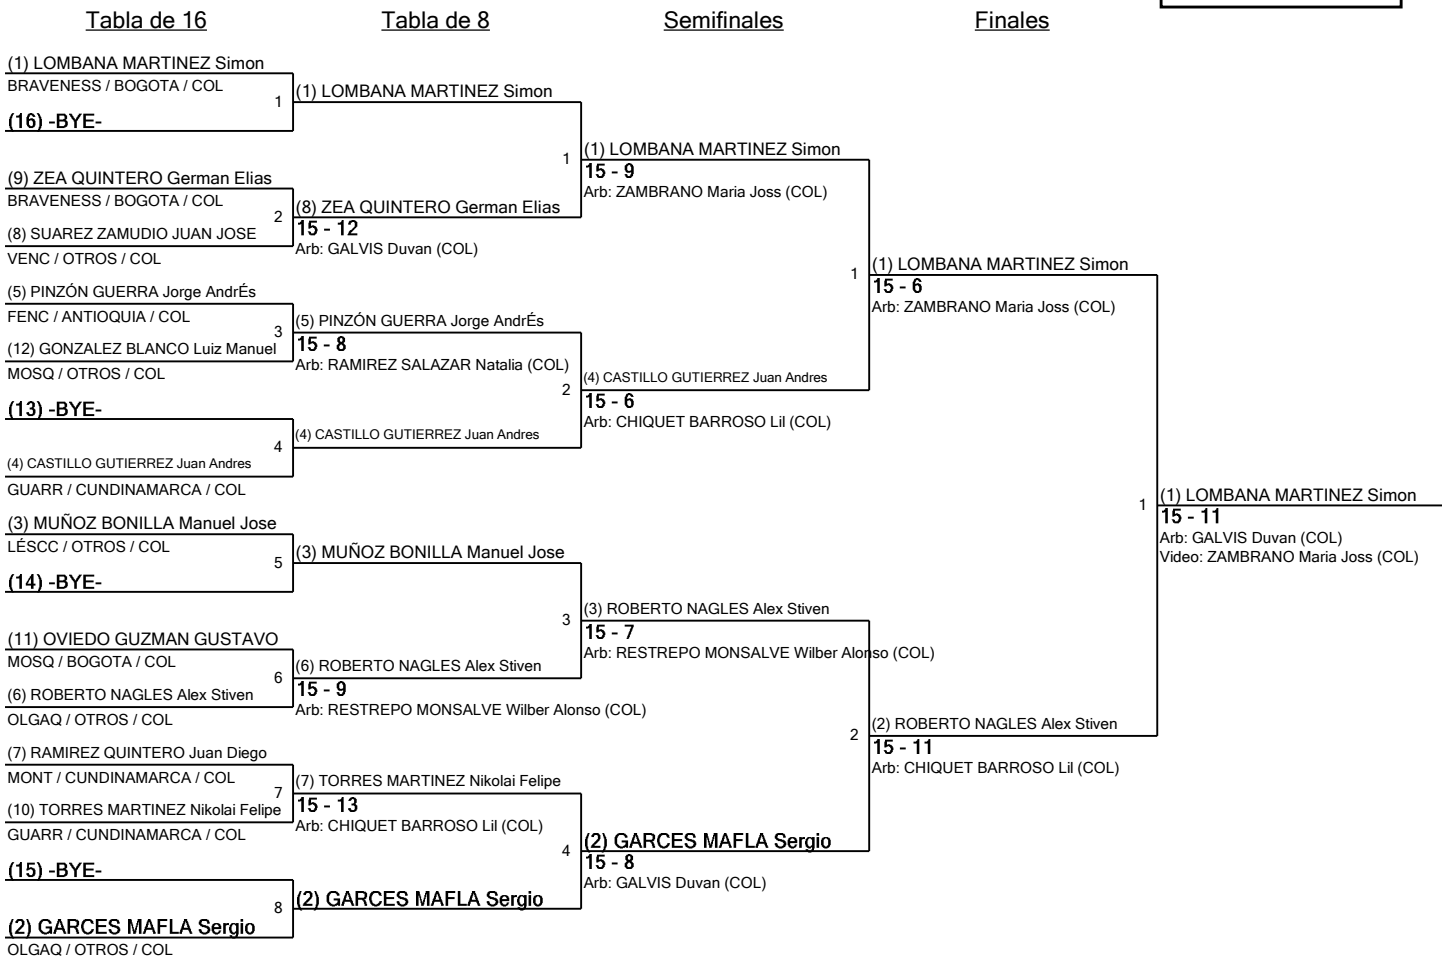 Tabla de 16
Tabla de 8
Semifinales
Finales
(1) LOMBANA MARTINEZ Simon
BRAVENESS / BOGOTA / COL
1
(16) -BYE-
(9) ZEA QUINTERO German Elias
BRAVENESS / BOGOTA / COL
2
(8) SUAREZ ZAMUDIO JUAN JOSE
VENC / OTROS / COL
(5) PINZÓN GUERRA Jorge AndrÉs
FENC / ANTIOQUIA / COL
3
(12) GONZALEZ BLANCO Luiz Manuel
MOSQ / OTROS / COL
(13) -BYE-
4
(4) CASTILLO GUTIERREZ Juan Andres
GUARR / CUNDINAMARCA / COL
(3) MUÑOZ BONILLA Manuel Jose
LÉSCC / OTROS / COL
5
(14) -BYE-
(11) OVIEDO GUZMAN GUSTAVO
MOSQ / BOGOTA / COL
6
(6) ROBERTO NAGLES Alex Stiven
OLGAQ / OTROS / COL
(7) RAMIREZ QUINTERO Juan Diego
MONT / CUNDINAMARCA / COL
7
(10) TORRES MARTINEZ Nikolai Felipe
GUARR / CUNDINAMARCA / COL
(15) -BYE-
8
(2) GARCES MAFLA Sergio
OLGAQ / OTROS / COL
(1) LOMBANA MARTINEZ Simon
1
(8) ZEA QUINTERO German Elias
15 - 12
Arb: GALVIS Duvan (COL)
(5) PINZÓN GUERRA Jorge AndrÉs
15 - 8
Arb: RAMIREZ SALAZAR Natalia (COL)
2
(4) CASTILLO GUTIERREZ Juan Andres
(3) MUÑOZ BONILLA Manuel Jose
3
(6) ROBERTO NAGLES Alex Stiven
15 - 9
Arb: RESTREPO MONSALVE Wilber Alonso (COL)
(7) TORRES MARTINEZ Nikolai Felipe
15 - 13
Arb: CHIQUET BARROSO Lil (COL)
4
(2) GARCES MAFLA Sergio
(1) LOMBANA MARTINEZ Simon
15 - 9
Arb: ZAMBRANO Maria Joss (COL)
1
(4) CASTILLO GUTIERREZ Juan Andres
15 - 6
Arb: CHIQUET BARROSO Lil (COL)
(3) ROBERTO NAGLES Alex Stiven
15 - 7
Arb: RESTREPO MONSALVE Wilber Alonso (COL)
2
(2) GARCES MAFLA Sergio
15 - 8
Arb: GALVIS Duvan (COL)
(1) LOMBANA MARTINEZ Simon
15 - 6
Arb: ZAMBRANO Maria Joss (COL)
1
(2) ROBERTO NAGLES Alex Stiven
15 - 11
Arb: CHIQUET BARROSO Lil (COL)
(1) LOMBANA MARTINEZ Simon
15 - 11
Arb: GALVIS Duvan (COL)
Video: ZAMBRANO Maria Joss (COL)